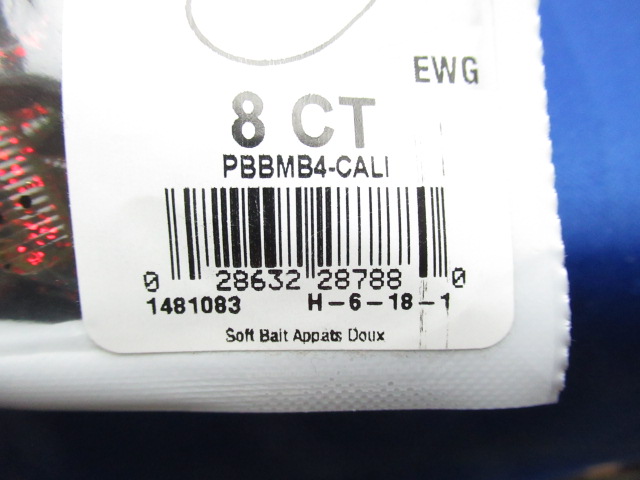 EWG
8 CT
PBBMB4-CALI
0 28632 28788 0
1481083 H-6-18-1
Soft Bait Appats Doux